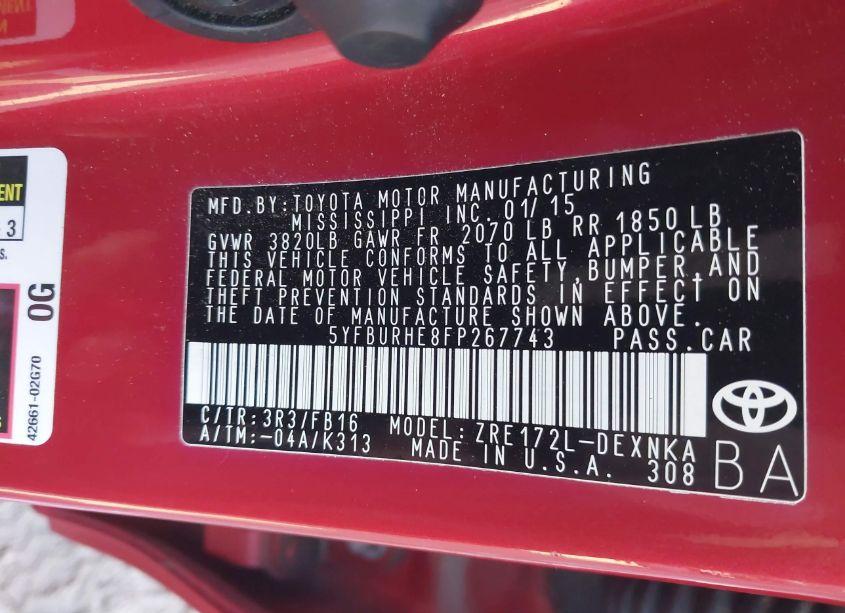 MFD.BY:TOYOTA MOTOR MANUFACTURING
MISSISSIPPI INC. 01/15
GVWR 3820LB GAWR FR 2070 LB RR 1850LB
THIS VEHICLE CONFORMS TO ALL APPLICABLE
FEDERAL MOTOR VEHICLE SAFETY, BUMPER, AND
THEFT PREVENTION STANDARDS IN EFFECT ON
THE DATE OF MANUFACTURE SHOWN ABOVE.
5YFBURHE8FP267743 PASS.CAR
C/TR:3R3/FB16 MODEL: ZRE172L-DEXNKA
A/TM:-04A/K313 MADE IN U.S.A. 308
BA
0G
42661-02G70
3